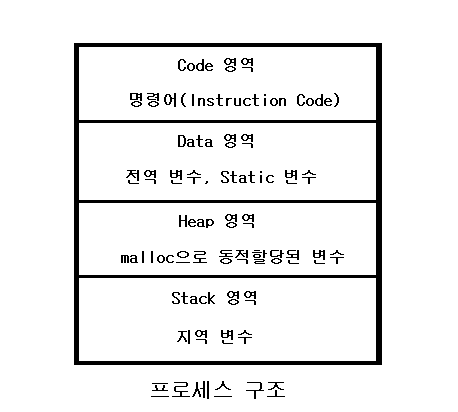 Code 영역
명령어(Instruction Code)
Data 영역
전역 변수, Static 변수
Heap 영역
malloc으로 동적할당된 변수
Stack 영역
지역 변수
프로세스 구조